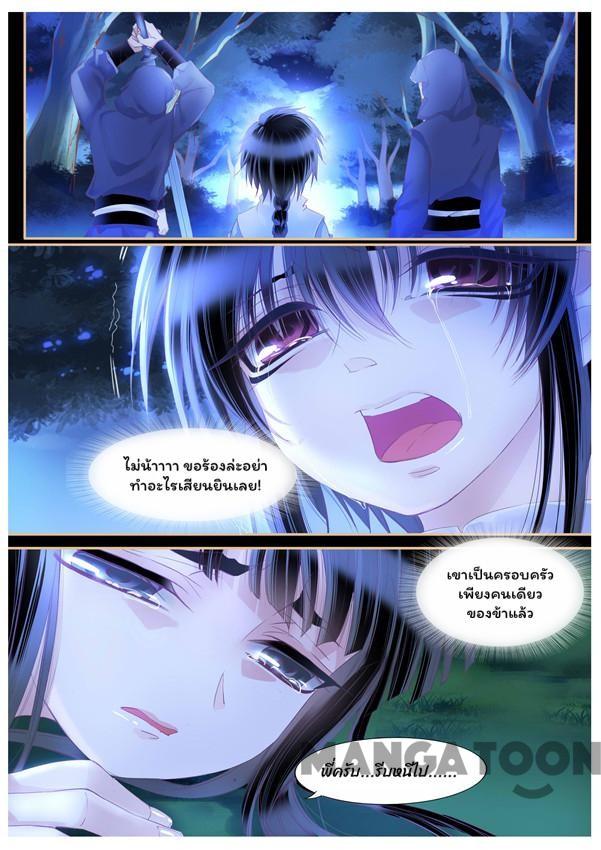 ไม่น้าาาา ขอร้องล่ะอย่า
ทำอะไรเสียนยินเลย!
เขาเป็นครอบครัว
เพียงคนเดียว
ของข้าแล้ว
พี่ครับ...รีบหนีไป......
MANGATOON